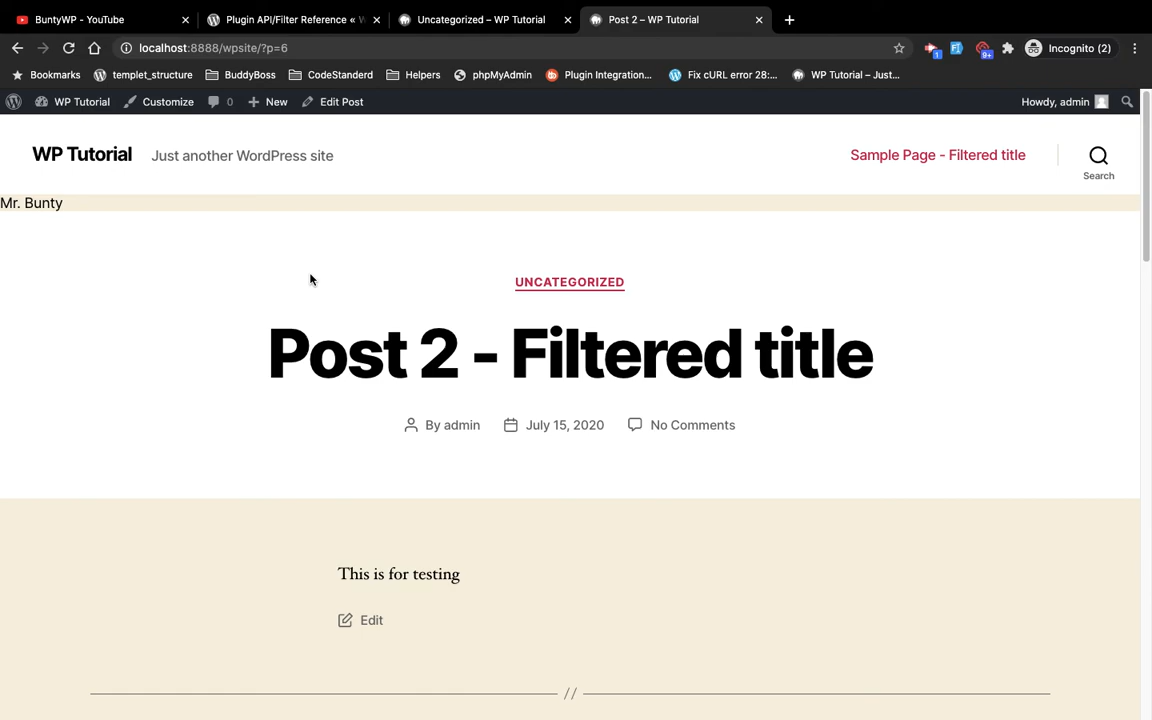 BuntyWP - YouTube
Plugin API/Filter Reference « W
Uncategorized – WP Tutorial
Post 2 – WP Tutorial
localhost:8888/wpsite/?p=6
1
9+
Incognito (2)
Bookmarks
templet_structure
BuddyBoss
CodeStanderd
Helpers
phpMyAdmin
Plugin Integration...
Fix cURL error 28:...
WP Tutorial – Just...
WP Tutorial
Customize
0
New
Edit Post
Howdy, admin
WP Tutorial
Just another WordPress site
Sample Page - Filtered title
Search
Mr. Bunty
UNCATEGORIZED
Post 2 - Filtered title
By admin
July 15, 2020
No Comments
This is for testing
Edit
//